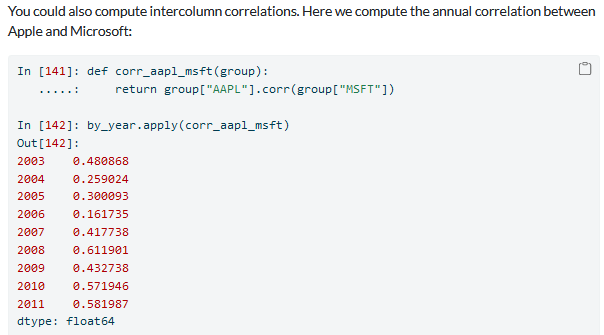 You could also compute intercolumn correlations. Here we compute the annual correlation between
Apple and Microsoft:
In [141]: def corr_aapl_msft(group):
   .....:     return group["AAPL"].corr(group["MSFT"])
In [142]: by_year.apply(corr_aapl_msft)
Out[142]:
2003    0.480868
2004    0.259024
2005    0.300093
2006    0.161735
2007    0.417738
2008    0.611901
2009    0.432738
2010    0.571946
2011    0.581987
dtype: float64